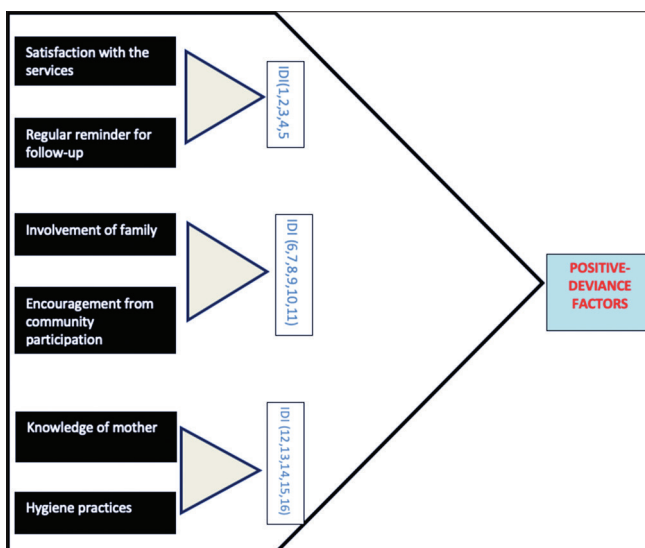 Satisfaction with the
services
Regular reminder for
follow-up
IDI(1,2,3,4,5
Involvement of family
Encouragement from
community
participation
IDI (6,7,8,9,10,11)
Knowledge of mother
Hygiene practices
IDI (12,13,14,15,16)
POSITIVE-
DEVIANCE
FACTORS